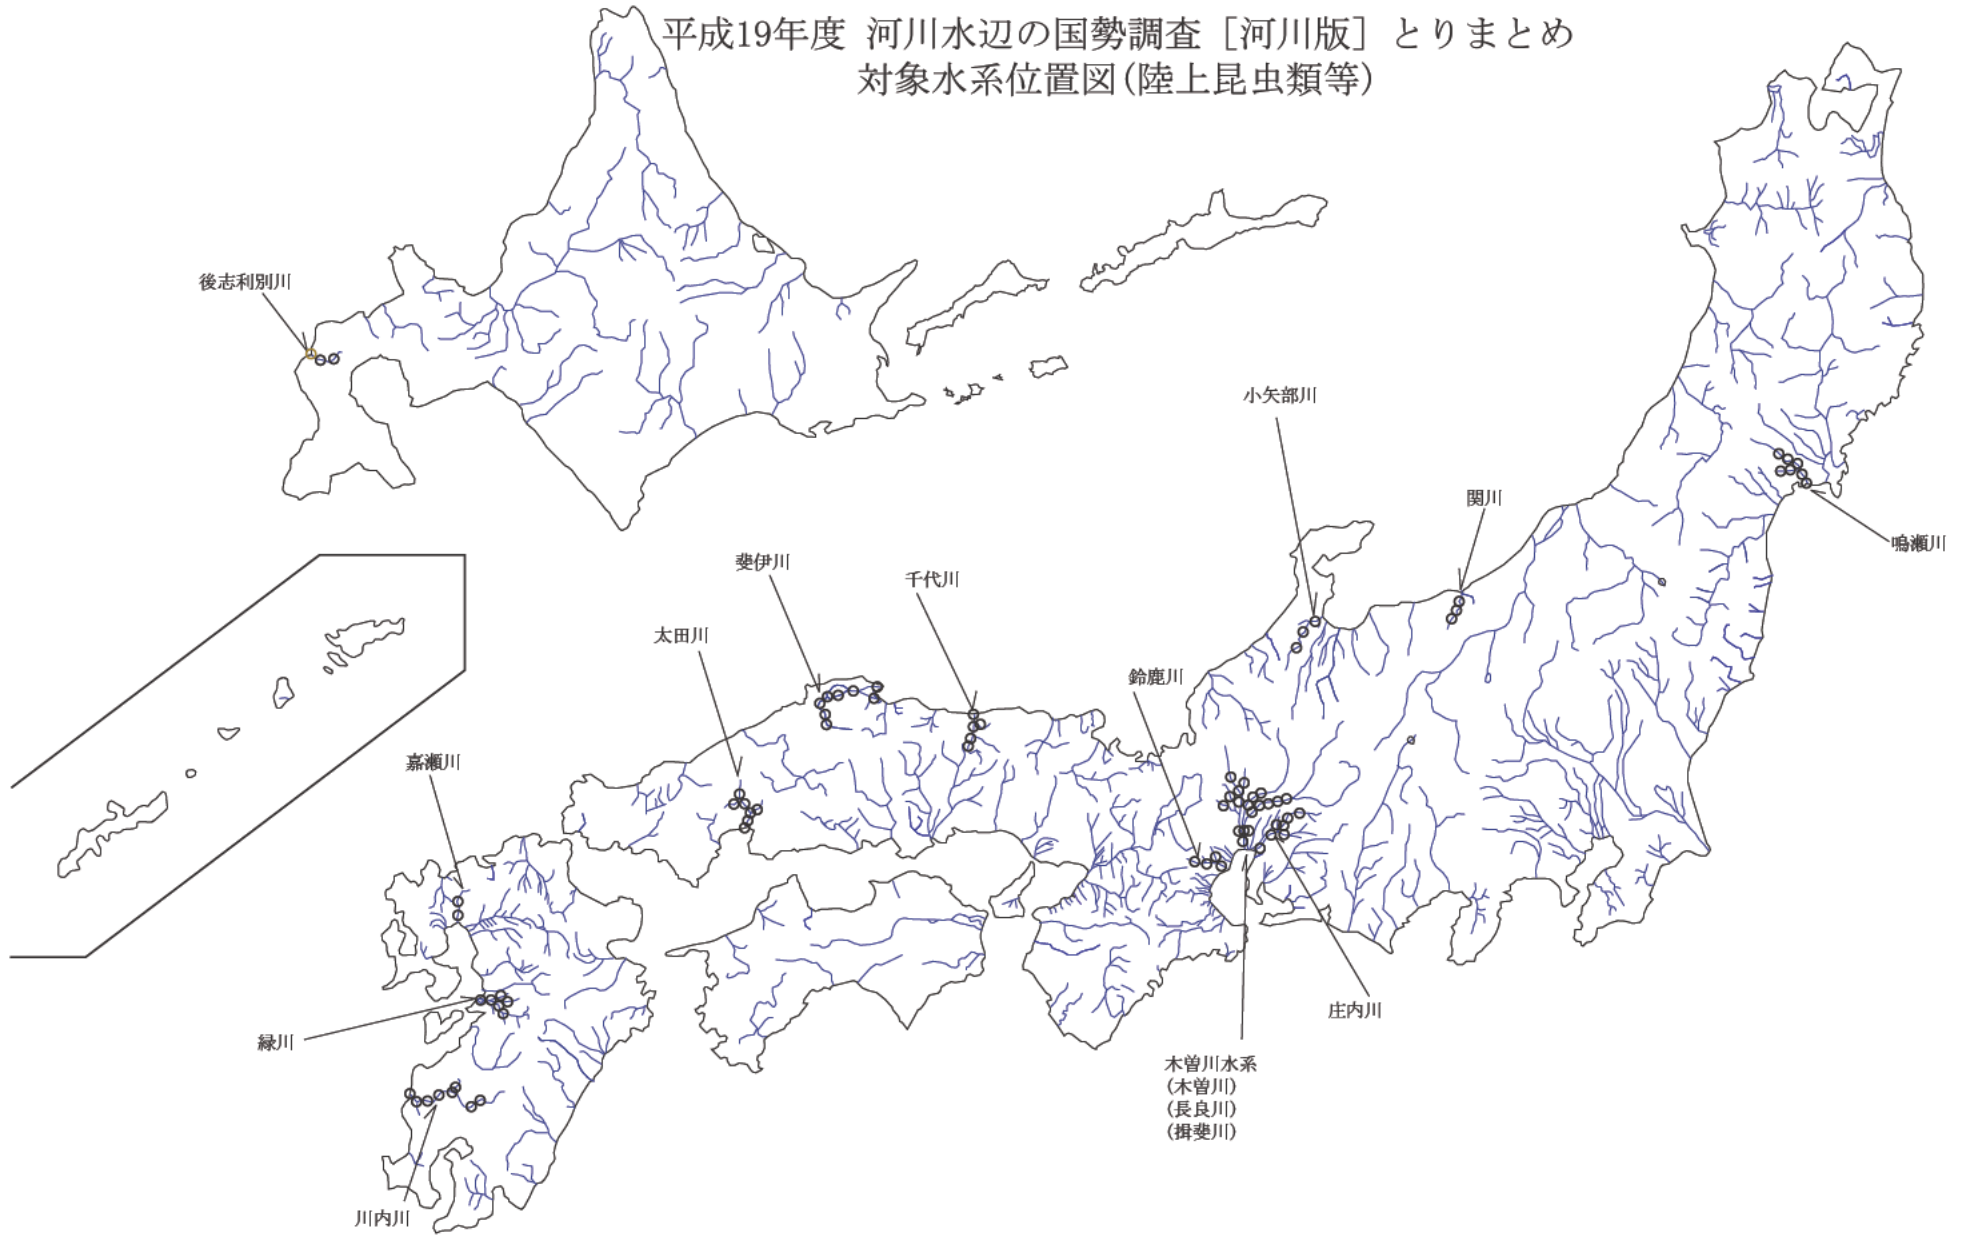 平成19年度 河川水辺の国勢調査［河川版］とりまとめ
対象水系位置図(陸上昆虫類等)
後志利別川
小矢部川
関川
鳴瀬川
斐伊川
千代川
太田川
鈴鹿川
嘉瀬川
庄内川
緑川
木曽川水系
(木曽川)
(長良川)
(揖斐川)
川内川